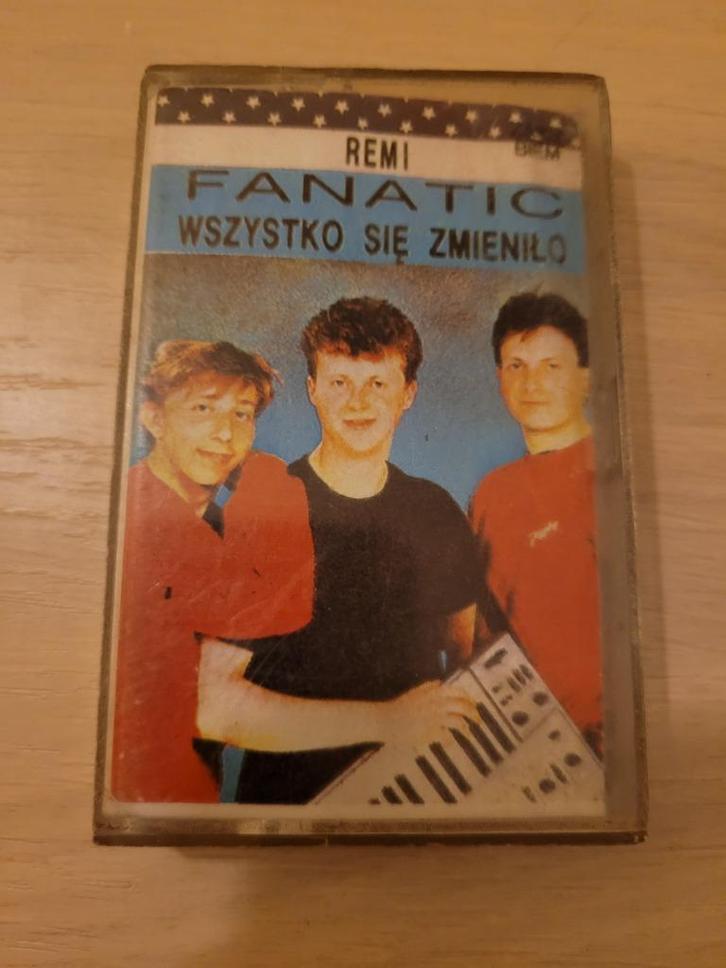 REMI
FANATIC
WSZYSTKO SIĘ ZMIENIŁO